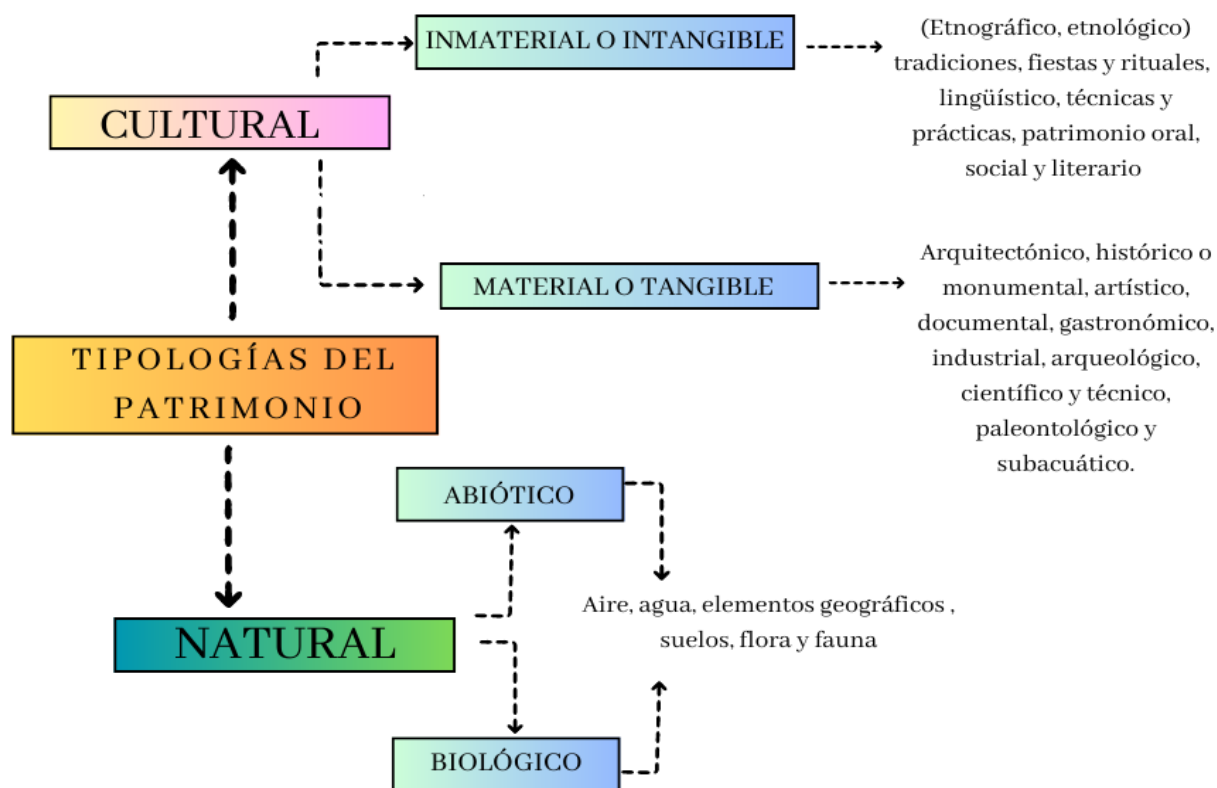 INMATERIAL O INTANGIBLE
(Etnográfico, etnológico)
tradiciones, fiestas y rituales,
lingüístico, técnicas y
prácticas, patrimonio oral,
social y literario
CULTURAL
MATERIAL O TANGIBLE
Arquitectónico, histórico o
monumental, artístico,
documental, gastronómico,
industrial, arqueológico,
científico y técnico,
paleontológico y
subacuático.
TIPOLOGÍAS DEL
PATRIMONIO
ABIÓTICO
NATURAL
Aire, agua, elementos geográficos ,
suelos, flora y fauna
BIOLÓGICO